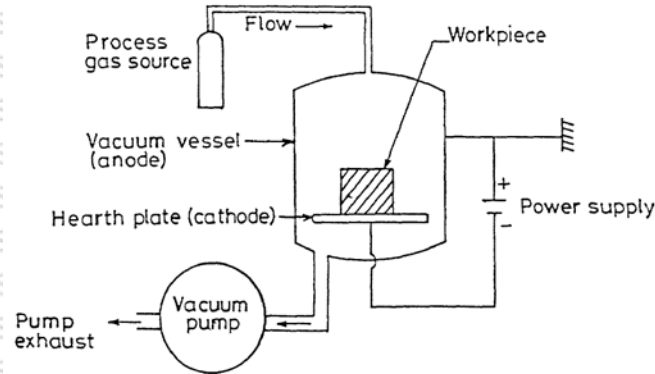 Flow
Process
gas source
Workpiece
Vacuum vessel
(anode)
+
Power supply
-
Hearth plate (cathode)
Vacuum
pump
Pump
exhaust